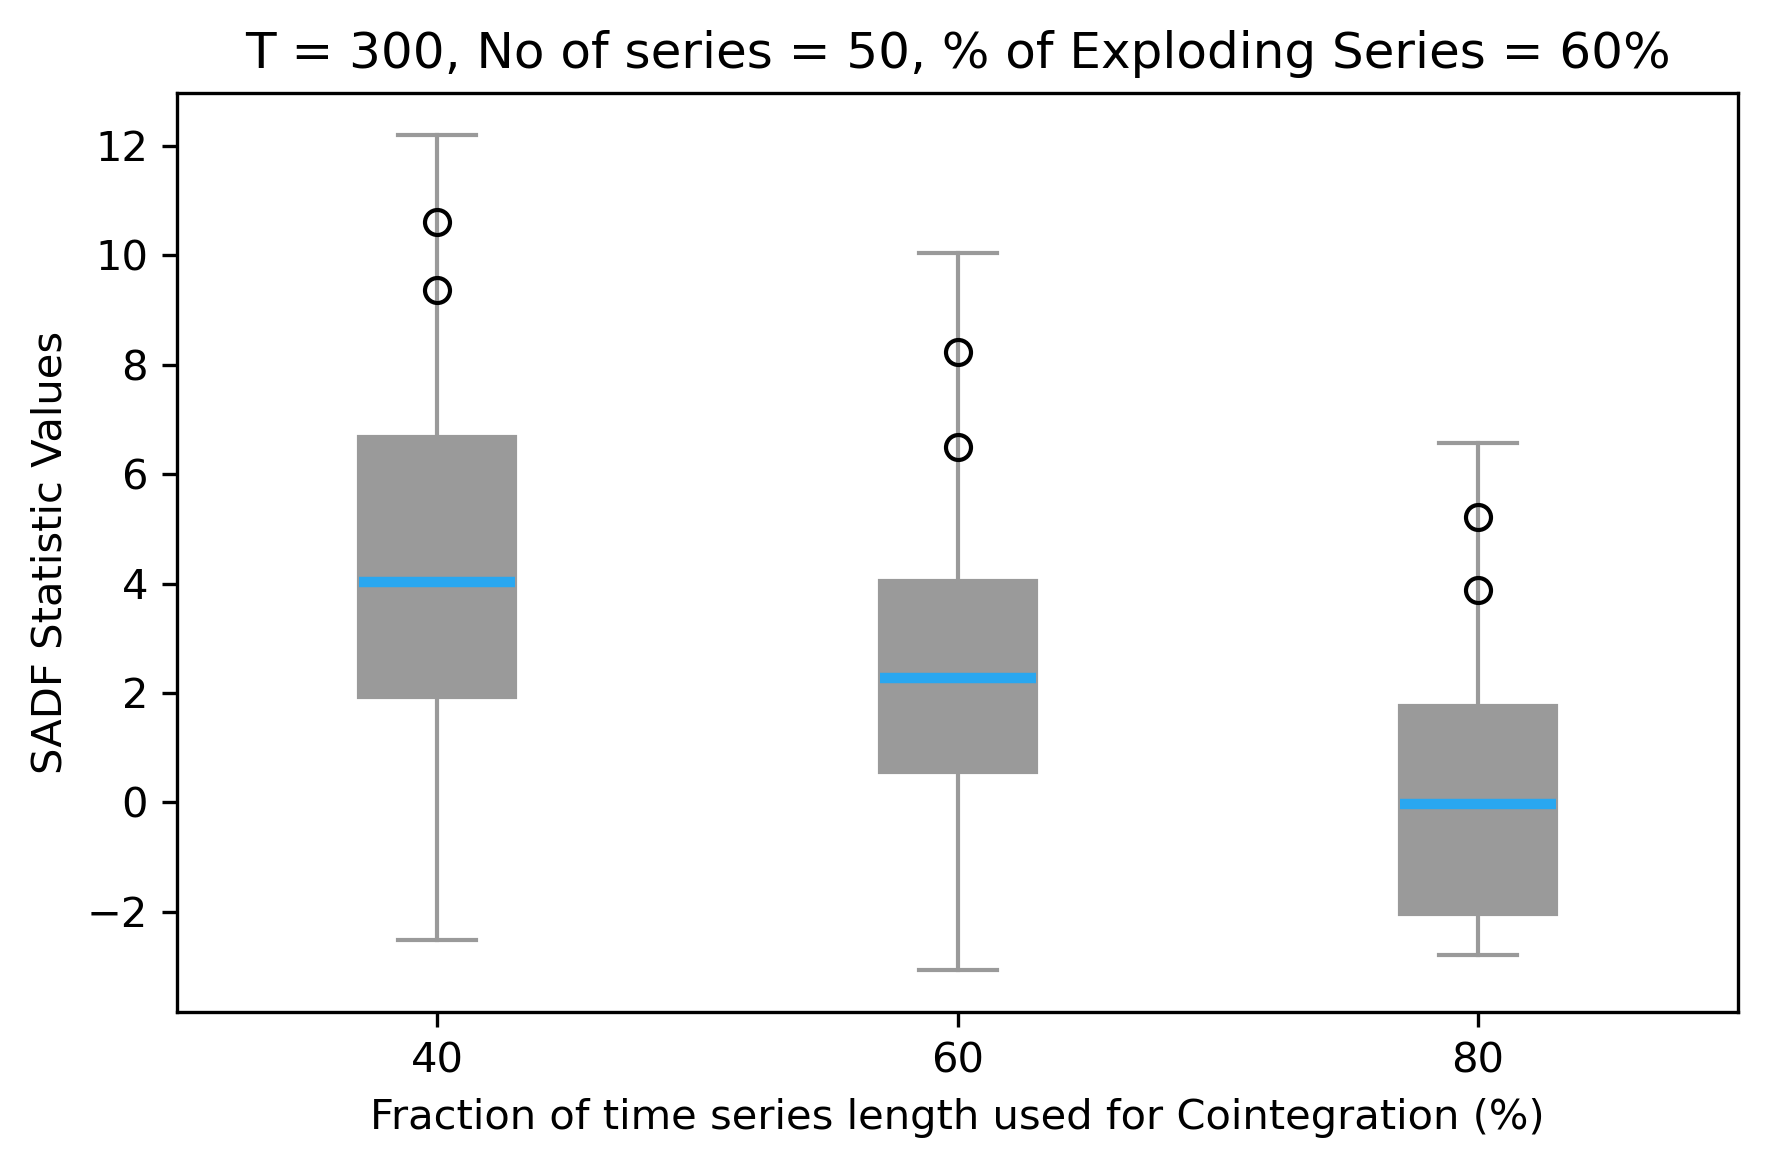 T = 300, No of series = 50, % of Exploding Series = 60%
12
10
8
6
4
2
0
−2
SADF Statistic Values
40 60 80
Fraction of time series length used for Cointegration (%)